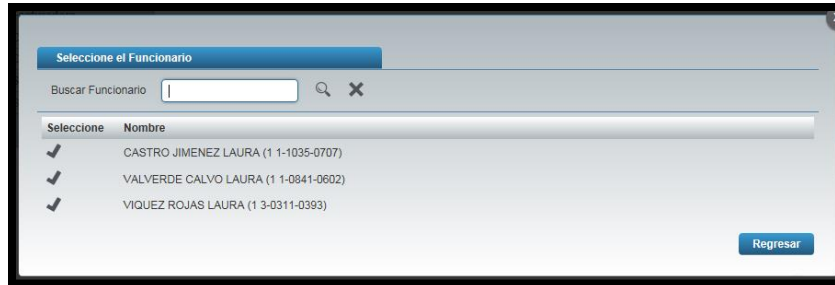 Seleccione el Funcionario
Buscar Funcionario
Seleccione Nombre
CASTRO JIMENEZ LAURA (1 1-1035-0707)
VALVERDE CALVO LAURA (1 1-0841-0602)
VIQUEZ ROJAS LAURA (1 3-0311-0393)
Regresar